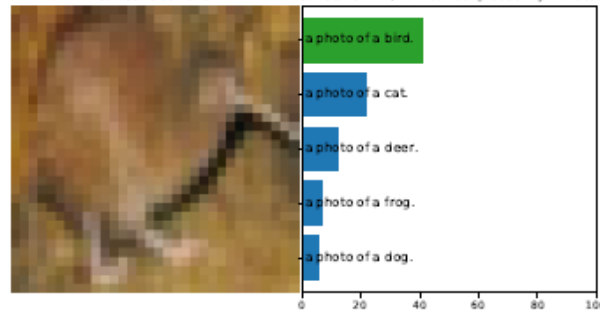 a photo of a bird.
a photo of a cat.
a photo of a deer.
a photo of a frog.
a photo of a dog.
0 20 40 60 80 100